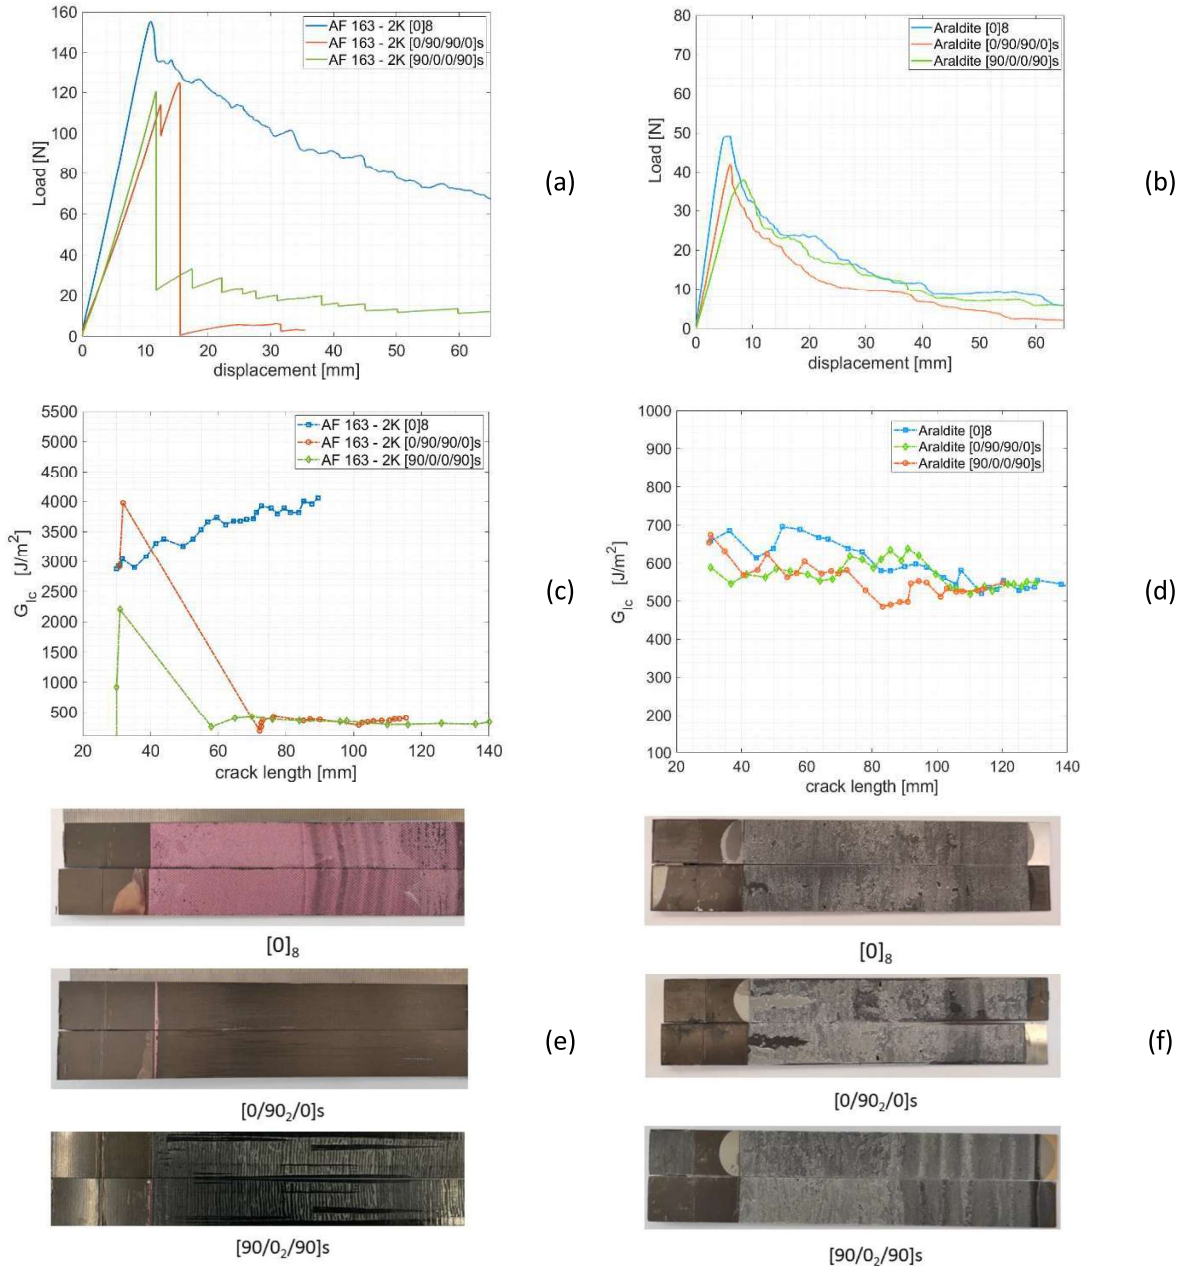 160
140
120
100
80
60
40
20
0
Load [N]
AF 163 - 2K [0]8
AF 163 - 2K [0/90/90/0]s
AF 163 - 2K [90/0/0/90]s
0 10 20 30 40 50 60
displacement [mm]
(a)
80
70
60
50
40
30
20
10
0
Load [N]
Araldite [0]8
Araldite [0/90/90/0]s
Araldite [90/0/0/90]s
0 10 20 30 40 50 60
displacement [mm]
(b)
5500
5000
4500
4000
3500
3000
2500
2000
1500
1000
500
G_Ic [J/m²]
AF 163 - 2K [0]8
AF 163 - 2K [0/90/90/0]s
AF 163 - 2K [90/0/0/90]s
20 40 60 80 100 120 140
crack length [mm]
(c)
1000
900
800
700
600
500
400
300
200
100
G_Ic [J/m²]
Araldite [0]8
Araldite [0/90/90/0]s
Araldite [90/0/0/90]s
20 40 60 80 100 120 140
crack length [mm]
(d)
[0]₈
[0/90₂/0]s
[90/0₂/90]s
(e)
[0]₈
[0/90₂/0]s
[90/0₂/90]s
(f)